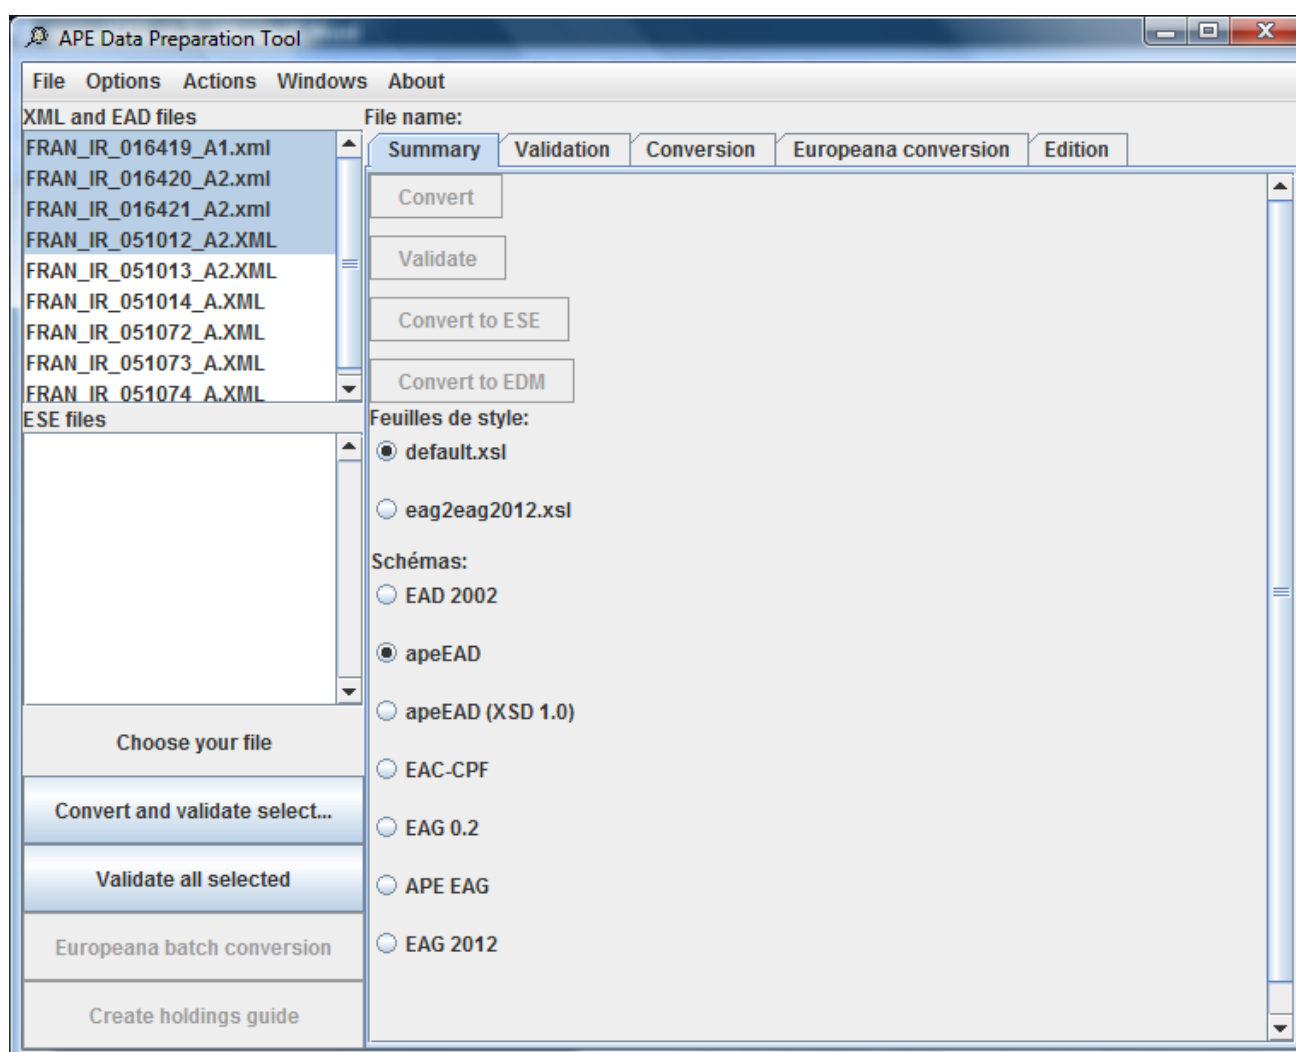 APE Data Preparation Tool
File Options Actions Windows About
XML and EAD files
FRAN_IR_016419_A1.xml
FRAN_IR_016420_A2.xml
FRAN_IR_016421_A2.xml
FRAN_IR_051012_A2.XML
FRAN_IR_051013_A2.XML
FRAN_IR_051014_A.XML
FRAN_IR_051072_A.XML
FRAN_IR_051073_A.XML
FRAN_IR_051074_A.XML
ESE files
Choose your file
Convert and validate select...
Validate all selected
Europeana batch conversion
Create holdings guide
File name:
Summary Validation Conversion Europeana conversion Edition
Convert
Validate
Convert to ESE
Convert to EDM
Feuilles de style:
default.xsl
eag2eag2012.xsl
Schémas:
EAD 2002
apeEAD
apeEAD (XSD 1.0)
EAC-CPF
EAG 0.2
APE EAG
EAG 2012